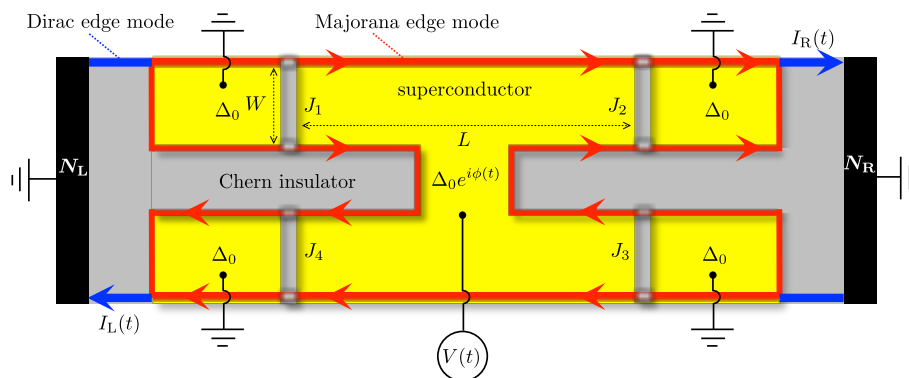 Dirac edge mode
Majorana edge mode
I_R(t)
superconductor
W
J_1
J_2
Δ_0
Δ_0
L
N_L
Chern insulator
Δ_0e^{iϕ(t)}
N_R
Δ_0
J_4
J_3
Δ_0
I_L(t)
V(t)